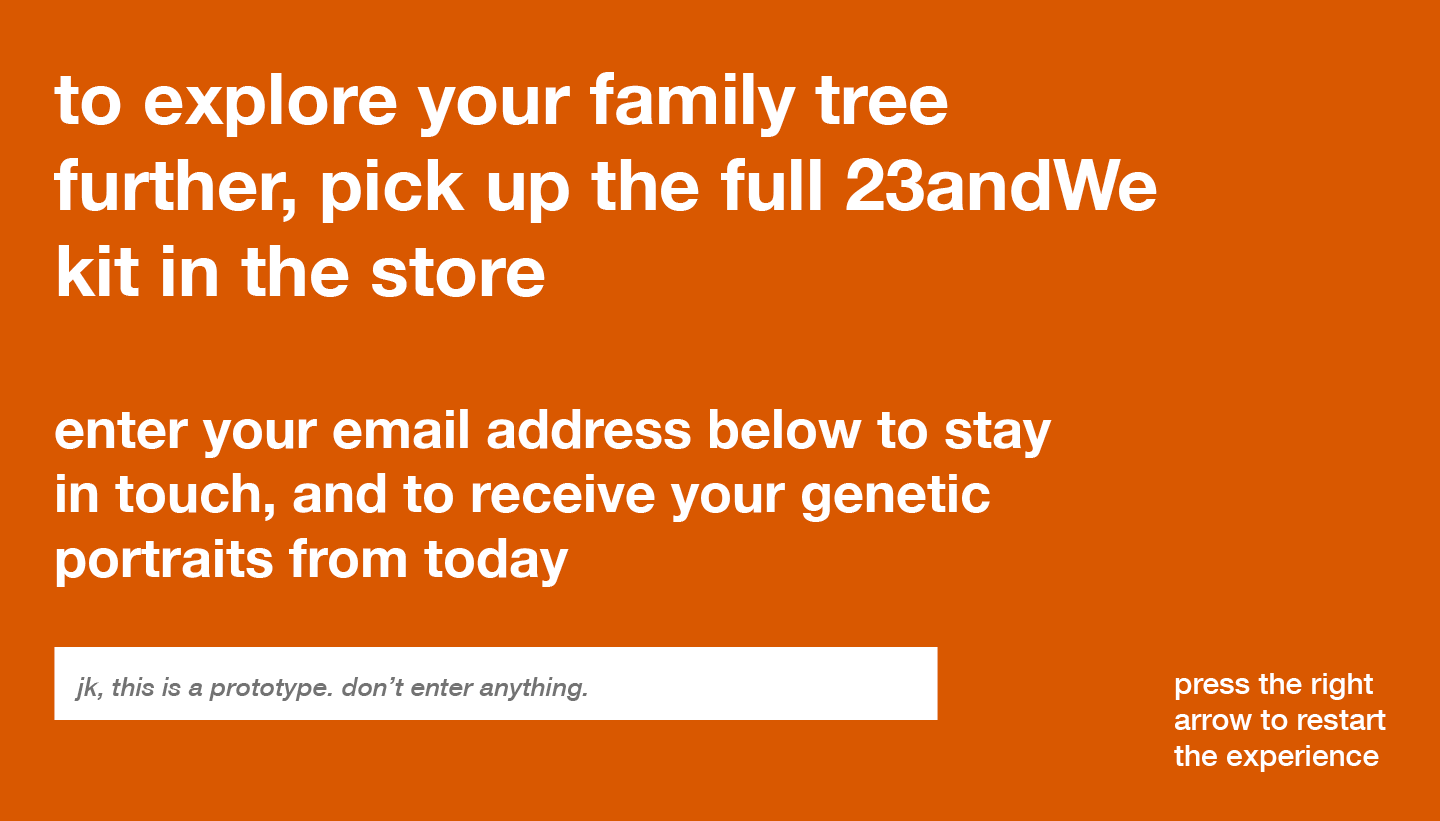 to explore your family tree
further, pick up the full 23andWe
kit in the store
enter your email address below to stay
in touch, and to receive your genetic
portraits from today
jk, this is a prototype. don’t enter anything.
press the right
arrow to restart
the experience